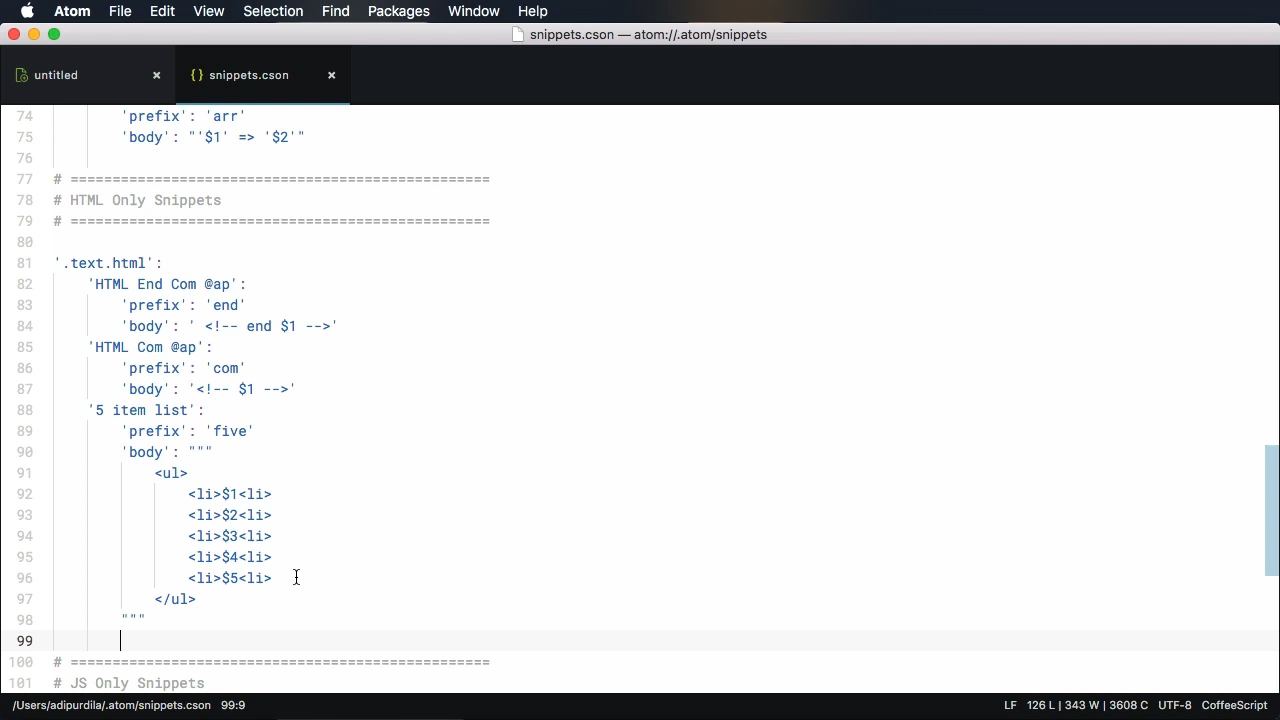 Atom File Edit View Selection Find Packages Window Help
snippets.cson — atom://.atom/snippets
untitled × {} snippets.cson ×
74 'prefix': 'arr'
75 'body': "'$1' => '$2'"
76
77 # ==================================================
78 # HTML Only Snippets
79 # ==================================================
80
81 '.text.html':
82 'HTML End Com @ap':
83 'prefix': 'end'
84 'body': ' <!-- end $1 -->'
85 'HTML Com @ap':
86 'prefix': 'com'
87 'body': '<!-- $1 -->'
88 '5 item list':
89 'prefix': 'five'
90 'body': """
91 <ul>
92 <li>$1<li>
93 <li>$2<li>
94 <li>$3<li>
95 <li>$4<li>
96 <li>$5<li>
97 </ul>
98 """
99
100 # ==================================================
101 # JS Only Snippets
/Users/adipurdila/.atom/snippets.cson 99:9 LF 126 L | 343 W | 3608 C UTF-8 CoffeeScript